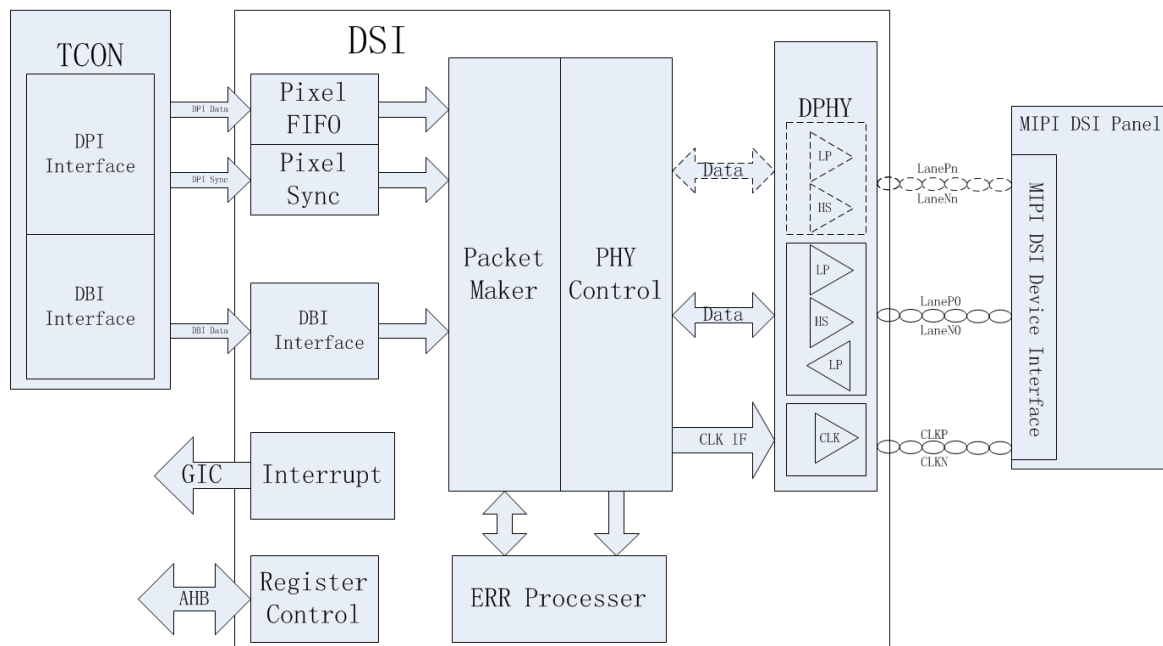 TCON
DPI
Interface
DBI
Interface
DPI Data
DPI Sync
DBI Data
DSI
Pixel
FIFO
Pixel
Sync
DBI
Interface
GIC
Interrupt
AHB
Register
Control
Packet
Maker
PHY
Control
ERR Processer
Data
Data
CLK IF
DPHY
LP
HS
LP
HS
LP
CLK
LanePn
LaneNn
LaneP0
LaneN0
CLKP
CLKN
MIPI DSI Panel
MIPI DSI Device Interface